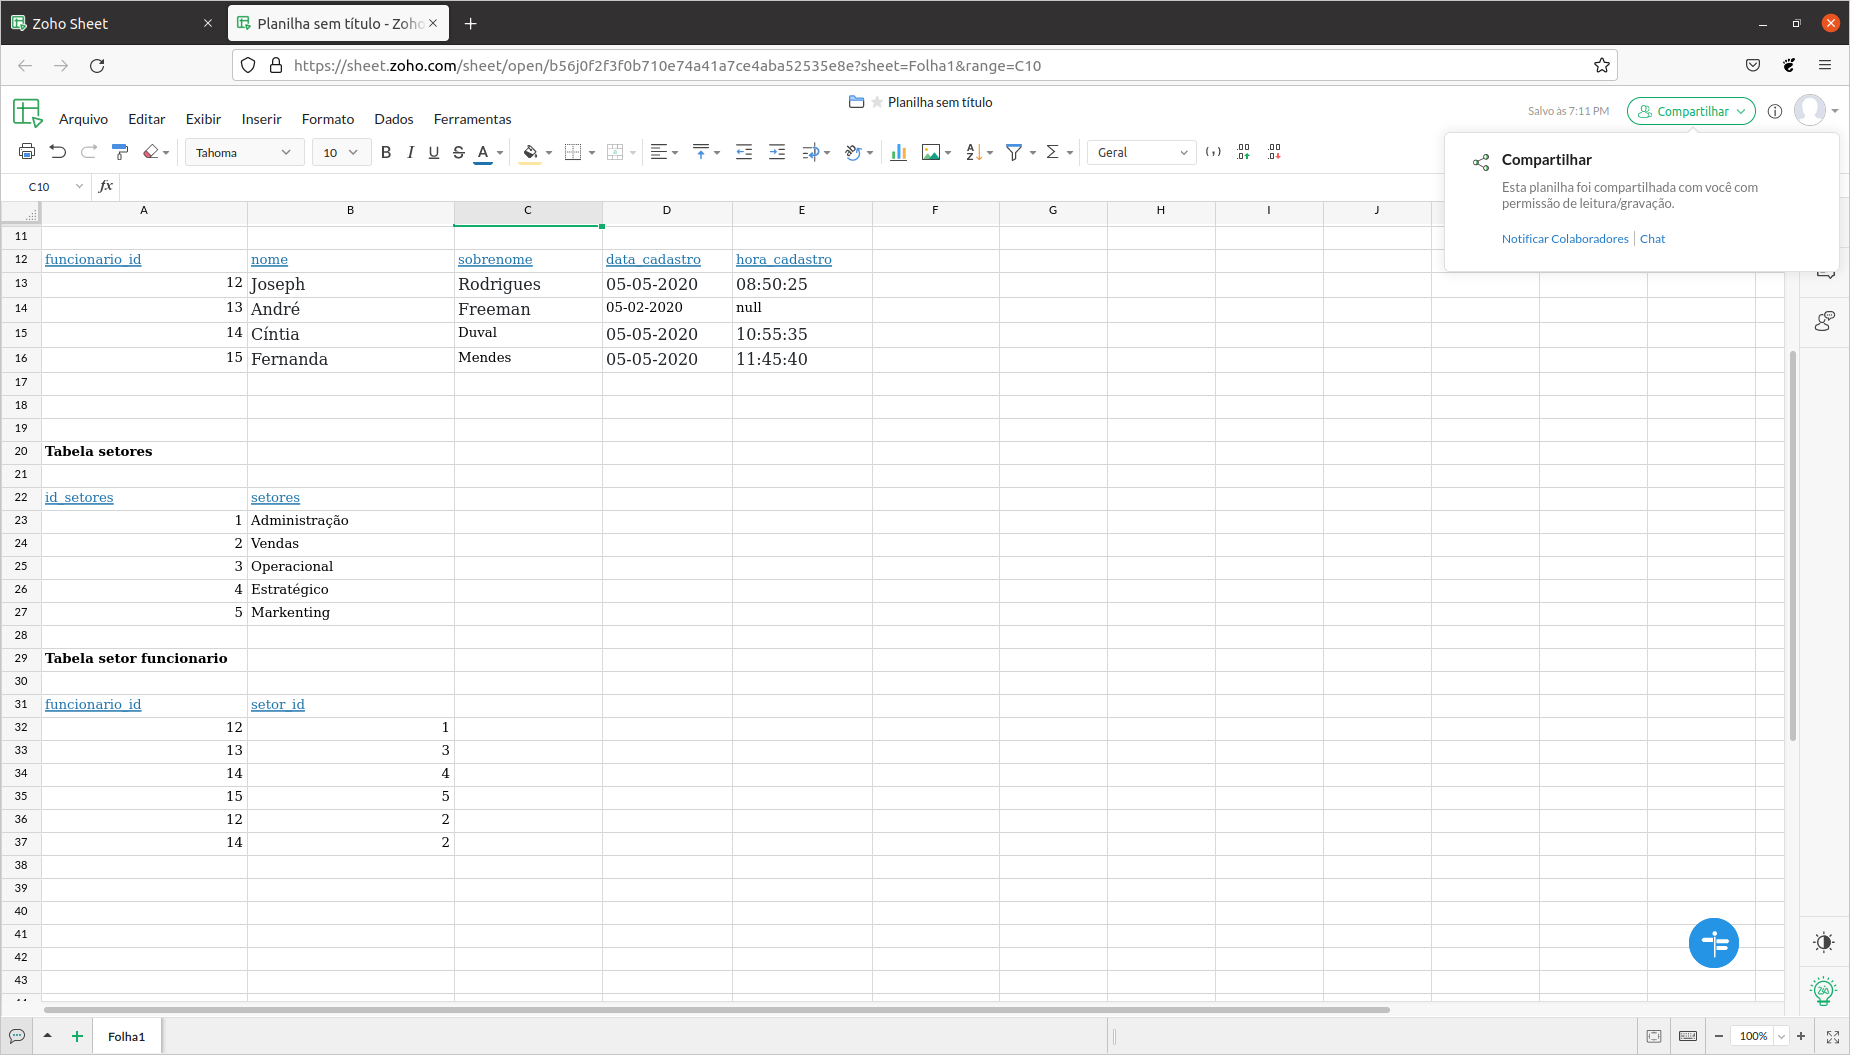 Zoho Sheet
Planilha sem título - Zoho
https://sheet.zoho.com/sheet/open/b56j0f2f3f0b710e74a41a7ce4aba52535e8e?sheet=Folha1&range=C10
Planilha sem título
Arquivo Editar Exibir Inserir Formato Dados Ferramentas
Salvo às 7:11 PM Compartilhar
Tahoma 10 B I U S A Geral
Compartilhar
Esta planilha foi compartilhada com você com
permissão de leitura/gravação.
Notificar Colaboradores Chat
C10 fx
A B C D E F G H I J
11
12 funcionario_id nome sobrenome data_cadastro hora_cadastro
13 12 Joseph Rodrigues 05-05-2020 08:50:25
14 13 André Freeman 05-02-2020 null
15 14 Cíntia Duval 05-05-2020 10:55:35
16 15 Fernanda Mendes 05-05-2020 11:45:40
17
18
19
20 Tabela setores
21
22 id_setores setores
23 1 Administração
24 2 Vendas
25 3 Operacional
26 4 Estratégico
27 5 Markenting
28
29 Tabela setor funcionario
30
31 funcionario_id setor_id
32 12 1
33 13 3
34 14 4
35 15 5
36 12 2
37 14 2
38
39
40
41
42
43
Folha1
100%